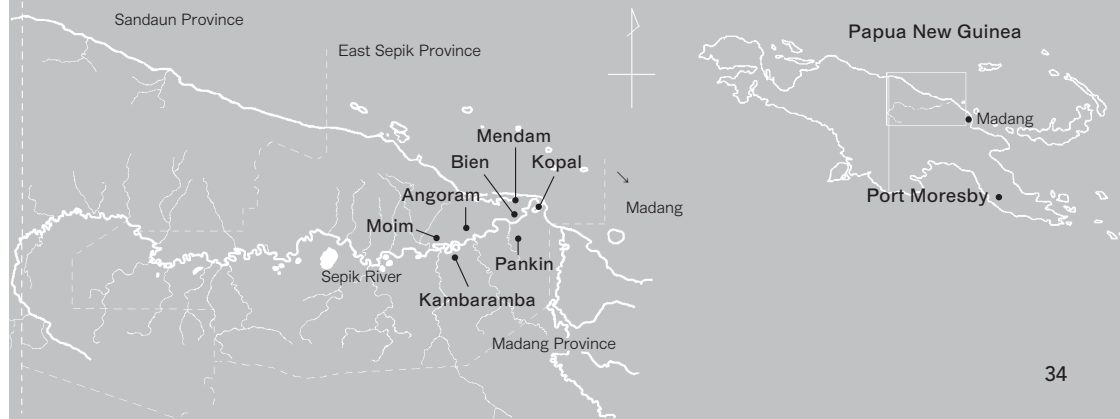 Sandaun Province
East Sepik Province
Papua New Guinea
Mendam
Bien
Kopal
Angoram
Moim
Madang
Pankin
Sepik River
Kambaramba
Madang Province
Madang
Port Moresby
34